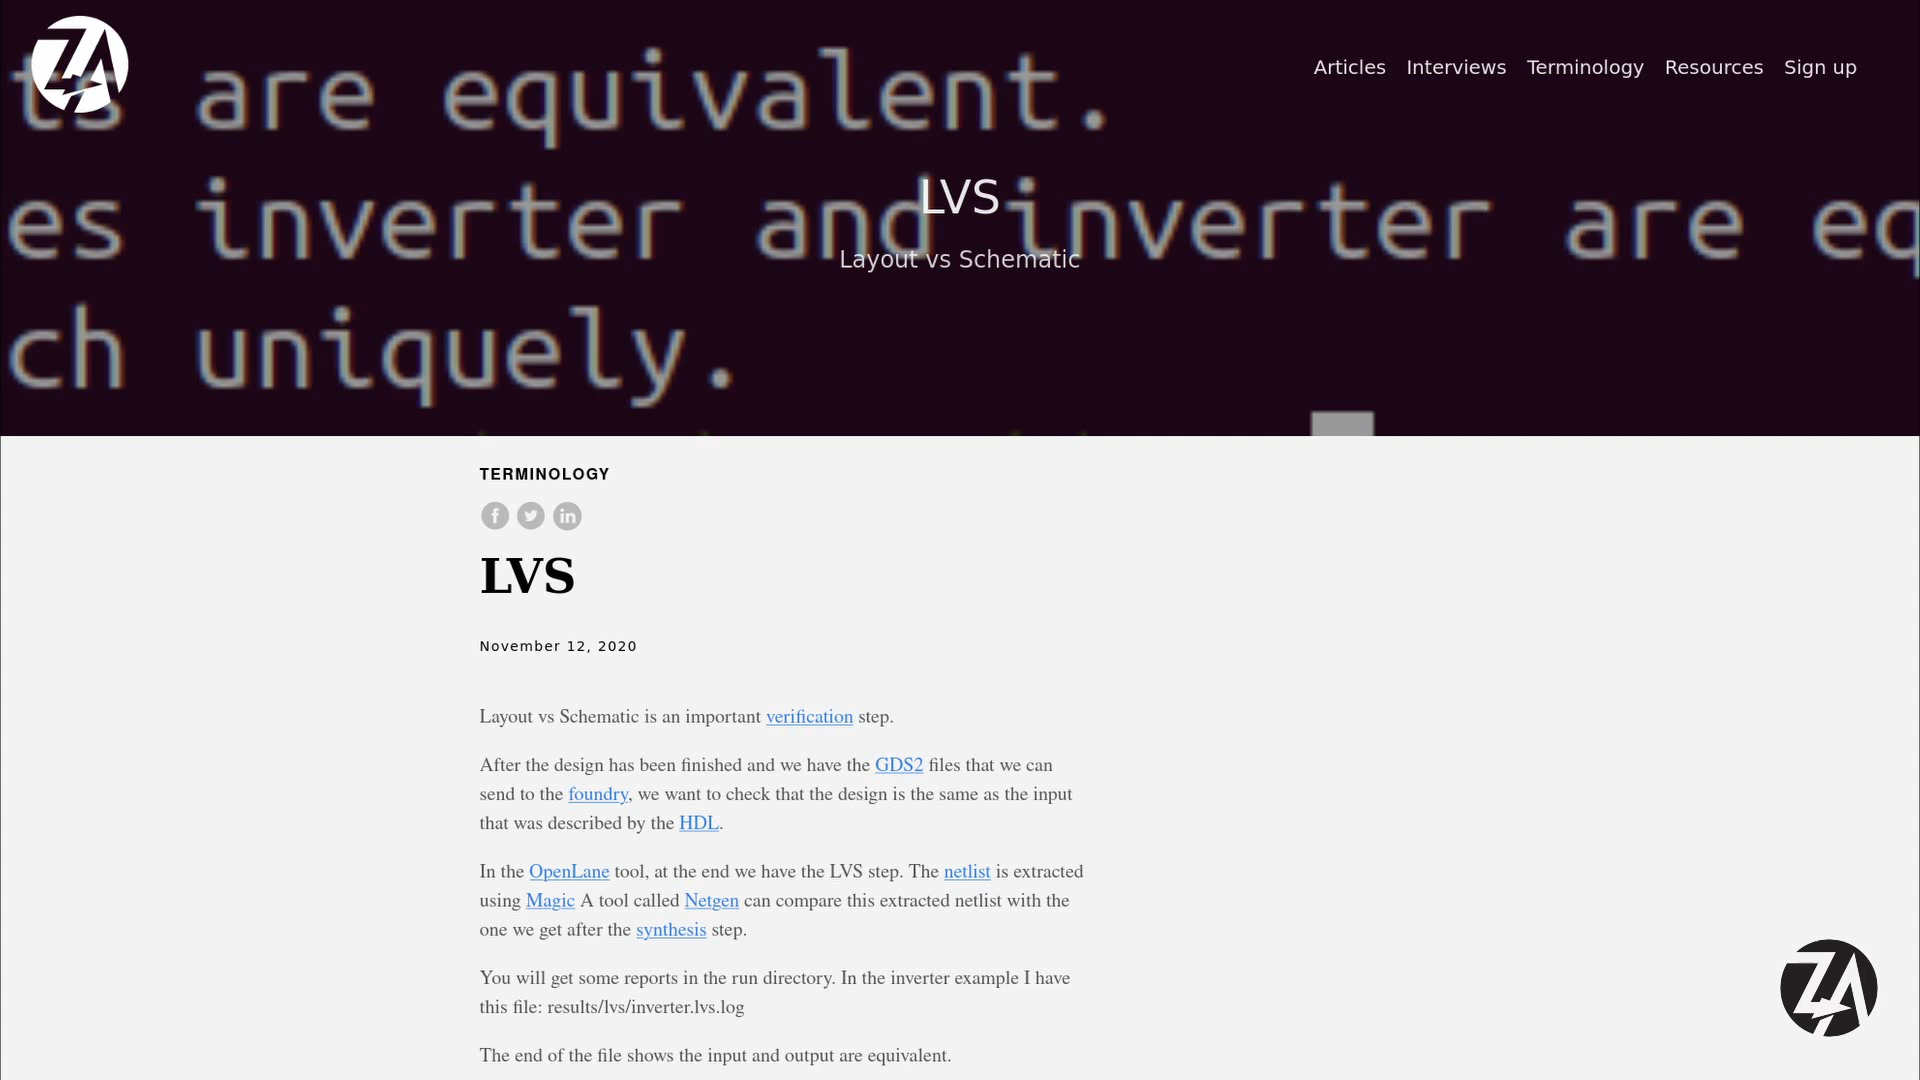 ZA
Articles Interviews Terminology Resources Sign up
ts are equivalent.
LVS
es inverter and inverter are eq
Layout vs Schematic
ch uniquely.
TERMINOLOGY
LVS
November 12, 2020
Layout vs Schematic is an important verification step.
After the design has been finished and we have the GDS2 files that we can
send to the foundry, we want to check that the design is the same as the input
that was described by the HDL.
In the OpenLane tool, at the end we have the LVS step. The netlist is extracted
using Magic A tool called Netgen can compare this extracted netlist with the
one we get after the synthesis step.
You will get some reports in the run directory. In the inverter example I have
this file: results/lvs/inverter.lvs.log
The end of the file shows the input and output are equivalent.
ZA